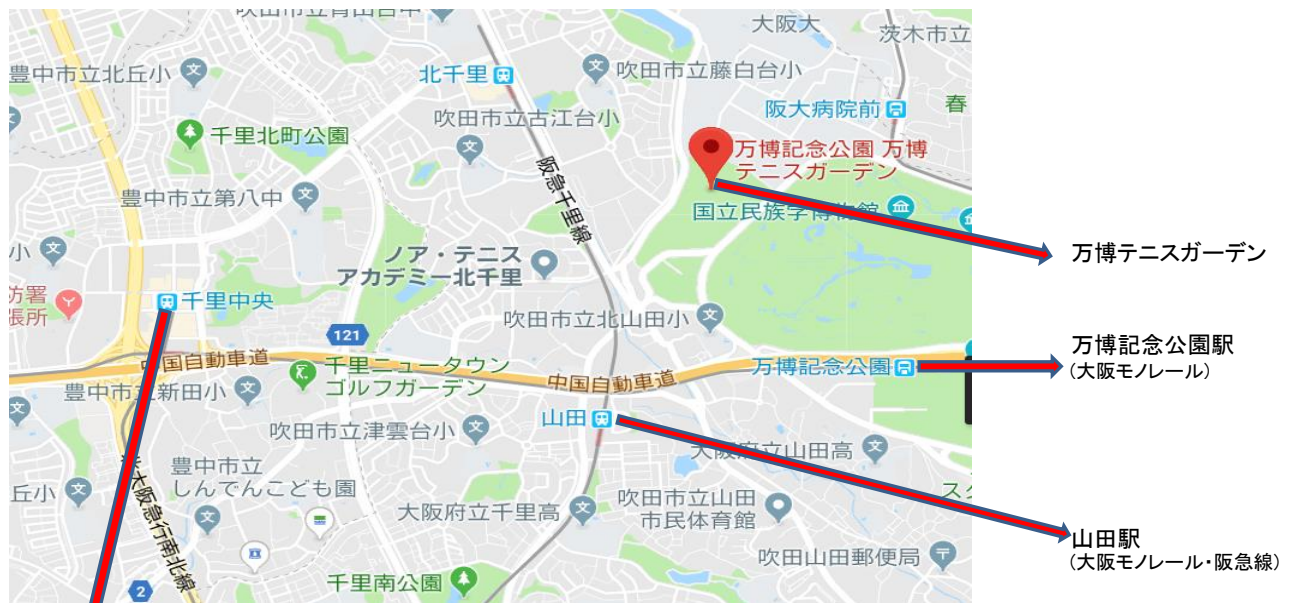 吹田市立青山台中
大阪大
茨木市立
豊中市立北丘小
北千里
吹田市立藤白台小
阪大病院前
春
吹田市立古江台小
千里北町公園
万博記念公園 万博
テニスガーデン
阪急千里線
豊中市立第八中
国立民族学博物館
小
ノア・テニス
アカデミー北千里
万博テニスガーデン
防署
張所
千里中央
吹田市立北山田小
121
万博記念公園駅
(大阪モノレール)
中国自動車道
千里ニュータウン
ゴルフガーデン
万博記念公園
中国自動車道
豊中市立新田小
山田
吹田市立津雲台小
大阪府立山田高
豊中市立
しんでんこども園
丘小
大阪急行南北線
大阪府立千里高
吹田市立山田
市民体育館
山田駅
(大阪モノレール・阪急線)
吹田山田郵便局
千里南公園
2